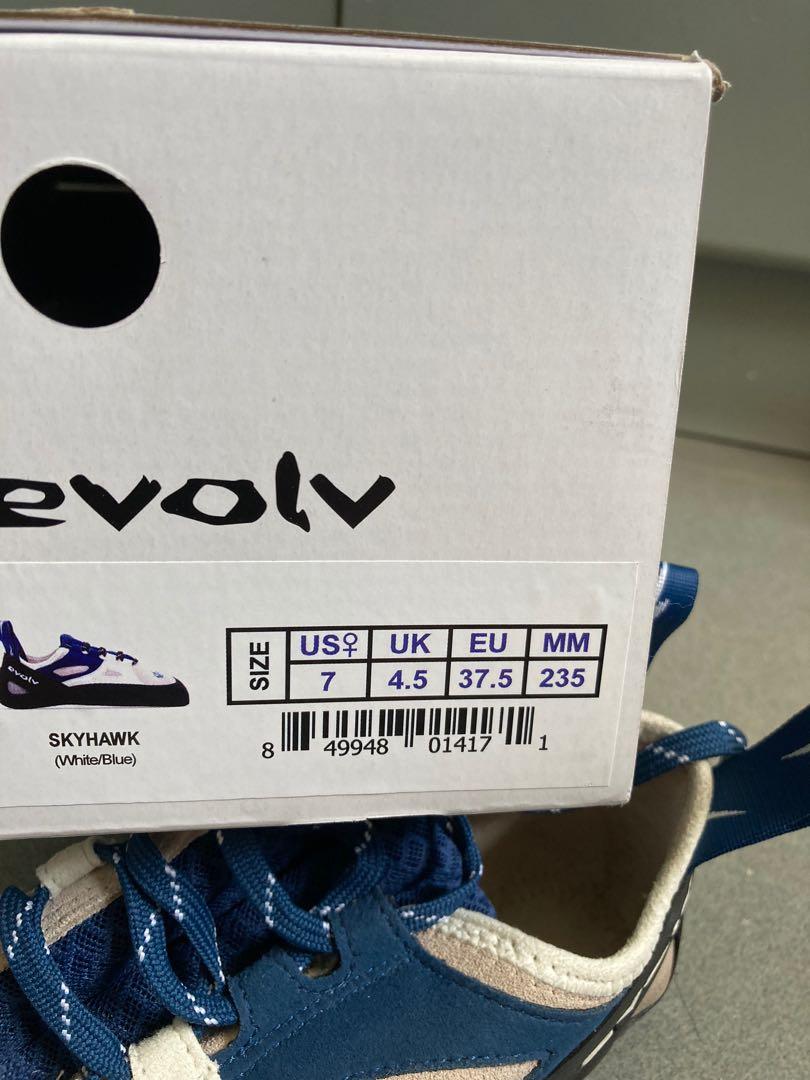 evolv
evolv
SKYHAWK
(White/Blue)
SIZE
US♀ UK EU MM
7 4.5 37.5 235
8 49948 01417 1